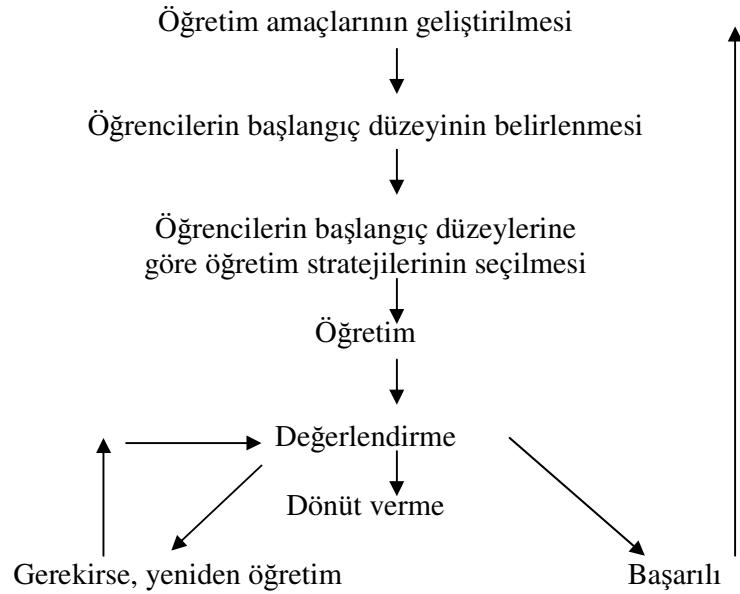 Öğretim amaçlarının geliştirilmesi
Öğrencilerin başlangıç düzeyinin belirlenmesi
Öğrencilerin başlangıç düzeylerine
göre öğretim stratejilerinin seçilmesi
Öğretim
Değerlendirme
Dönüt verme
Gerekirse, yeniden öğretim
Başarılı